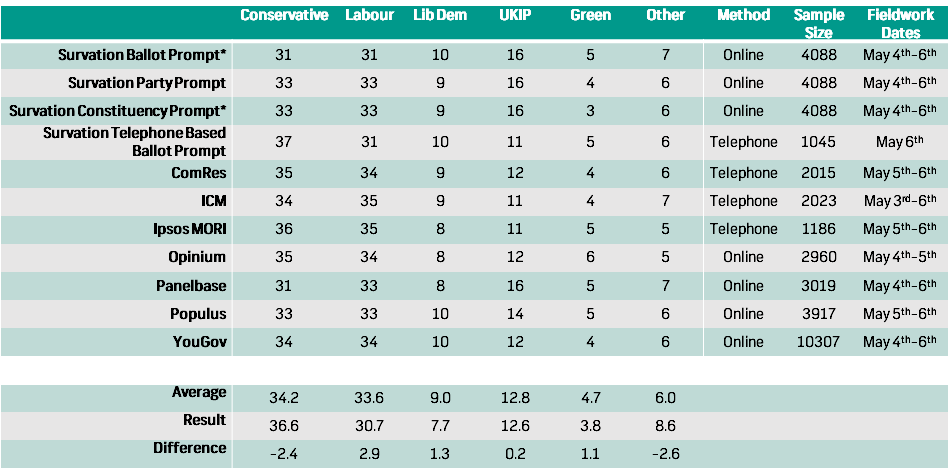 Conservative Labour Lib Dem UKIP Green Other Method Sample Size Fieldwork Dates
Survation Ballot Prompt* 31 31 10 16 5 7 Online 4088 May 4th-6th
Survation Party Prompt 33 33 9 16 4 6 Online 4088 May 4th-6th
Survation Constituency Prompt* 33 33 9 16 3 6 Online 4088 May 4th-6th
Survation Telephone Based Ballot Prompt 37 31 10 11 5 6 Telephone 1045 May 6th
ComRes 35 34 9 12 4 6 Telephone 2015 May 5th-6th
ICM 34 35 9 11 4 7 Telephone 2023 May 3rd-6th
Ipsos MORI 36 35 8 11 5 5 Telephone 1186 May 5th-6th
Opinium 35 34 8 12 6 5 Online 2960 May 4th-5th
Panelbase 31 33 8 16 5 7 Online 3019 May 4th-6th
Populus 33 33 10 14 5 6 Online 3917 May 5th-6th
YouGov 34 34 10 12 4 6 Online 10307 May 4th-6th
Average 34.2 33.6 9.0 12.8 4.7 6.0
Result 36.6 30.7 7.7 12.6 3.8 8.6
Difference -2.4 2.9 1.3 0.2 1.1 -2.6